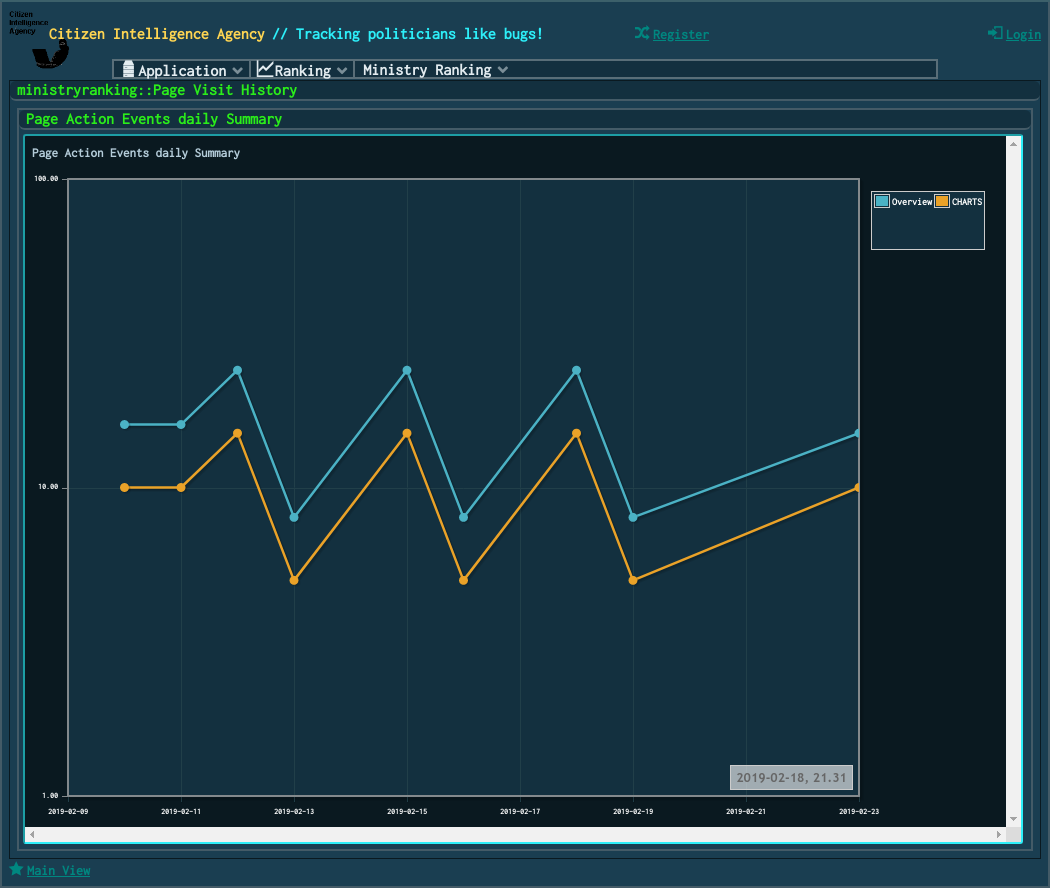 Citizen
Intelligence
Agency
Citizen Intelligence Agency // Tracking politicians like bugs!
Register
Login
Application
Ranking
Ministry Ranking
ministryranking::Page Visit History
Page Action Events daily Summary
Page Action Events daily Summary
100.00
Overview CHARTS
10.00
2019-02-18, 21.31
1.00
2019-02-09 2019-02-11 2019-02-13 2019-02-15 2019-02-17 2019-02-19 2019-02-21 2019-02-23
Main View